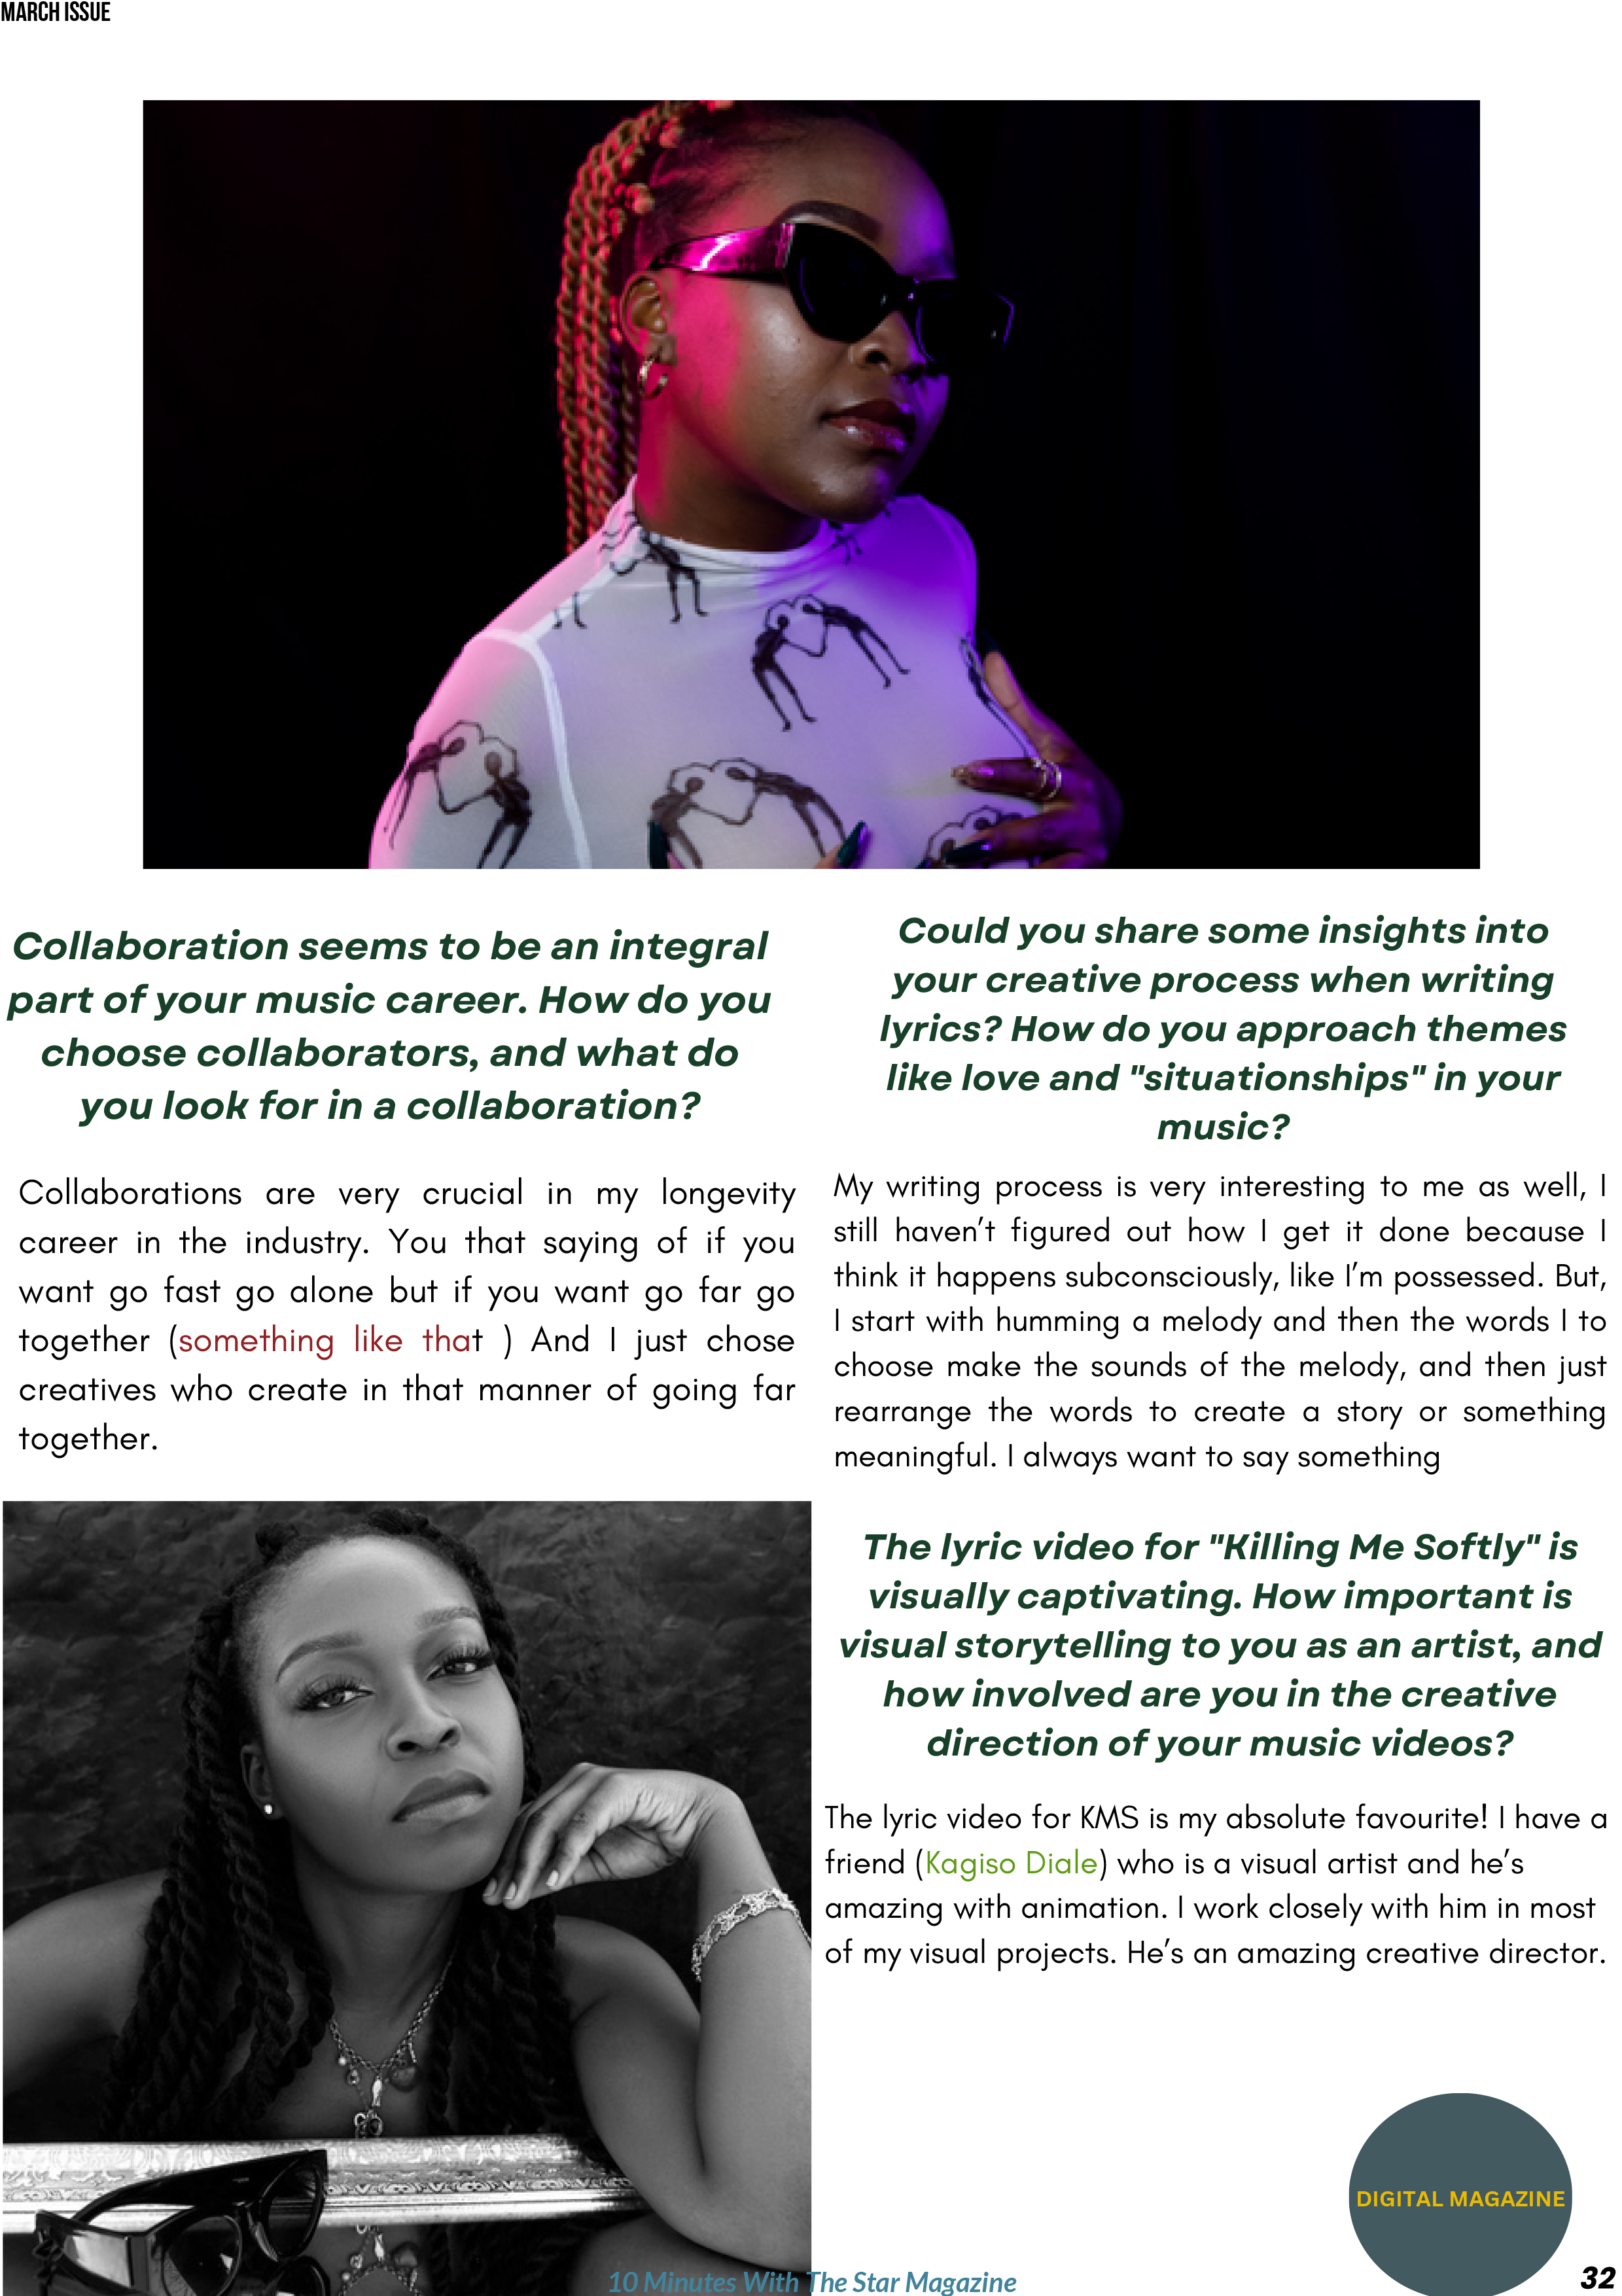 MARCH ISSUE
Collaboration seems to be an integral
part of your music career. How do you
choose collaborators, and what do
you look for in a collaboration?
Collaborations are very crucial in my longevity
career in the industry. You that saying of if you
want go fast go alone but if you want go far go
together (something like that ) And I just chose
creatives who create in that manner of going far
together.
Could you share some insights into
your creative process when writing
lyrics? How do you approach themes
like love and "situationships" in your
music?
My writing process is very interesting to me as well, I
still haven’t figured out how I get it done because I
think it happens subconsciously, like I’m possessed. But,
I start with humming a melody and then the words I to
choose make the sounds of the melody, and then just
rearrange the words to create a story or something
meaningful. I always want to say something
The lyric video for "Killing Me Softly" is
visually captivating. How important is
visual storytelling to you as an artist, and
how involved are you in the creative
direction of your music videos?
The lyric video for KMS is my absolute favourite! I have a
friend (Kagiso Diale) who is a visual artist and he’s
amazing with animation. I work closely with him in most
of my visual projects. He’s an amazing creative director.
DIGITAL MAGAZINE
10 Minutes With The Star Magazine
32